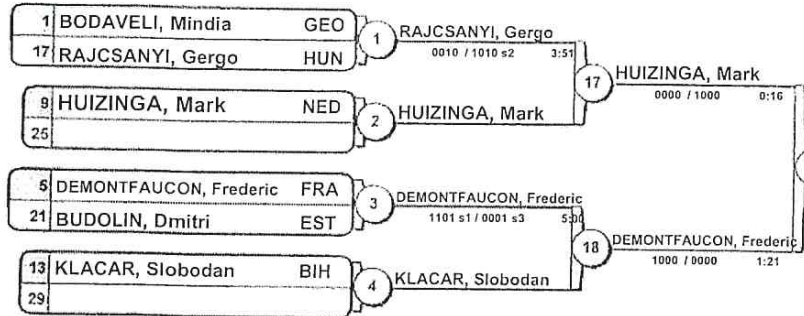 1 BODAVELI, Mindia GEO
17 RAJCSANYI, Gergo HUN
1
RAJCSANYI, Gergo
0010 / 1010 s2 3:51
9 HUIZINGA, Mark NED
25
2
HUIZINGA, Mark
17
HUIZINGA, Mark
0000 / 1000 0:16
5 DEMONTFAUCON, Frederic FRA
21 BUDOLIN, Dmitri EST
3
DEMONTFAUCON, Frederic
1101 s1 / 0001 s3 5:00
13 KLACAR, Slobodan BIH
29
4
KLACAR, Slobodan
18
DEMONTFAUCON, Frederic
1000 / 0000 1:21